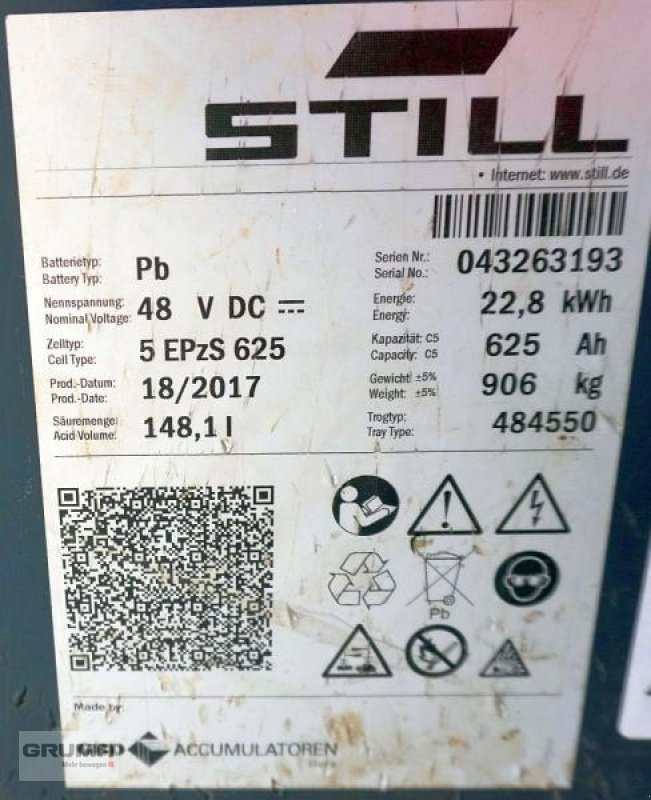 STILL
• Internet: www.still.de
Batterietyp: Pb
Battery Typ:
Serien Nr.: 043263193
Serial No.:
Nennspannung: 48 V DC
Nominal Voltage:
Energie: 22,8 kWh
Energy:
Zelltyp: 5 EPzS 625
Cell Type:
Kapazität: C5 625 Ah
Capacity: C5
Prod.-Datum: 18/2017
Prod.-Date:
Gewicht: ±5% 906 kg
Weight: ±5%
Säuremenge: 148,1 l
Acid Volume:
Trogtyp: 484550
Tray Type:
Pb
Made by:
ACCUMULATOREN
Mehr bewegen